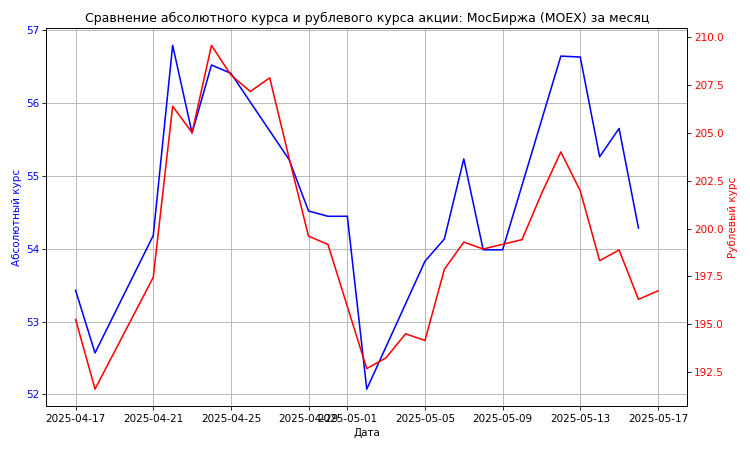 Сравнение абсолютного курса и рублевого курса акции: МосБиржа (MOEX) за месяц
57
56
55
54
53
52
Абсолютный курс
210.0
207.5
205.0
202.5
200.0
197.5
195.0
192.5
Рублевый курс
2025-04-17 2025-04-21 2025-04-25 2025-04-29 2025-05-01 2025-05-05 2025-05-09 2025-05-13 2025-05-17
Дата